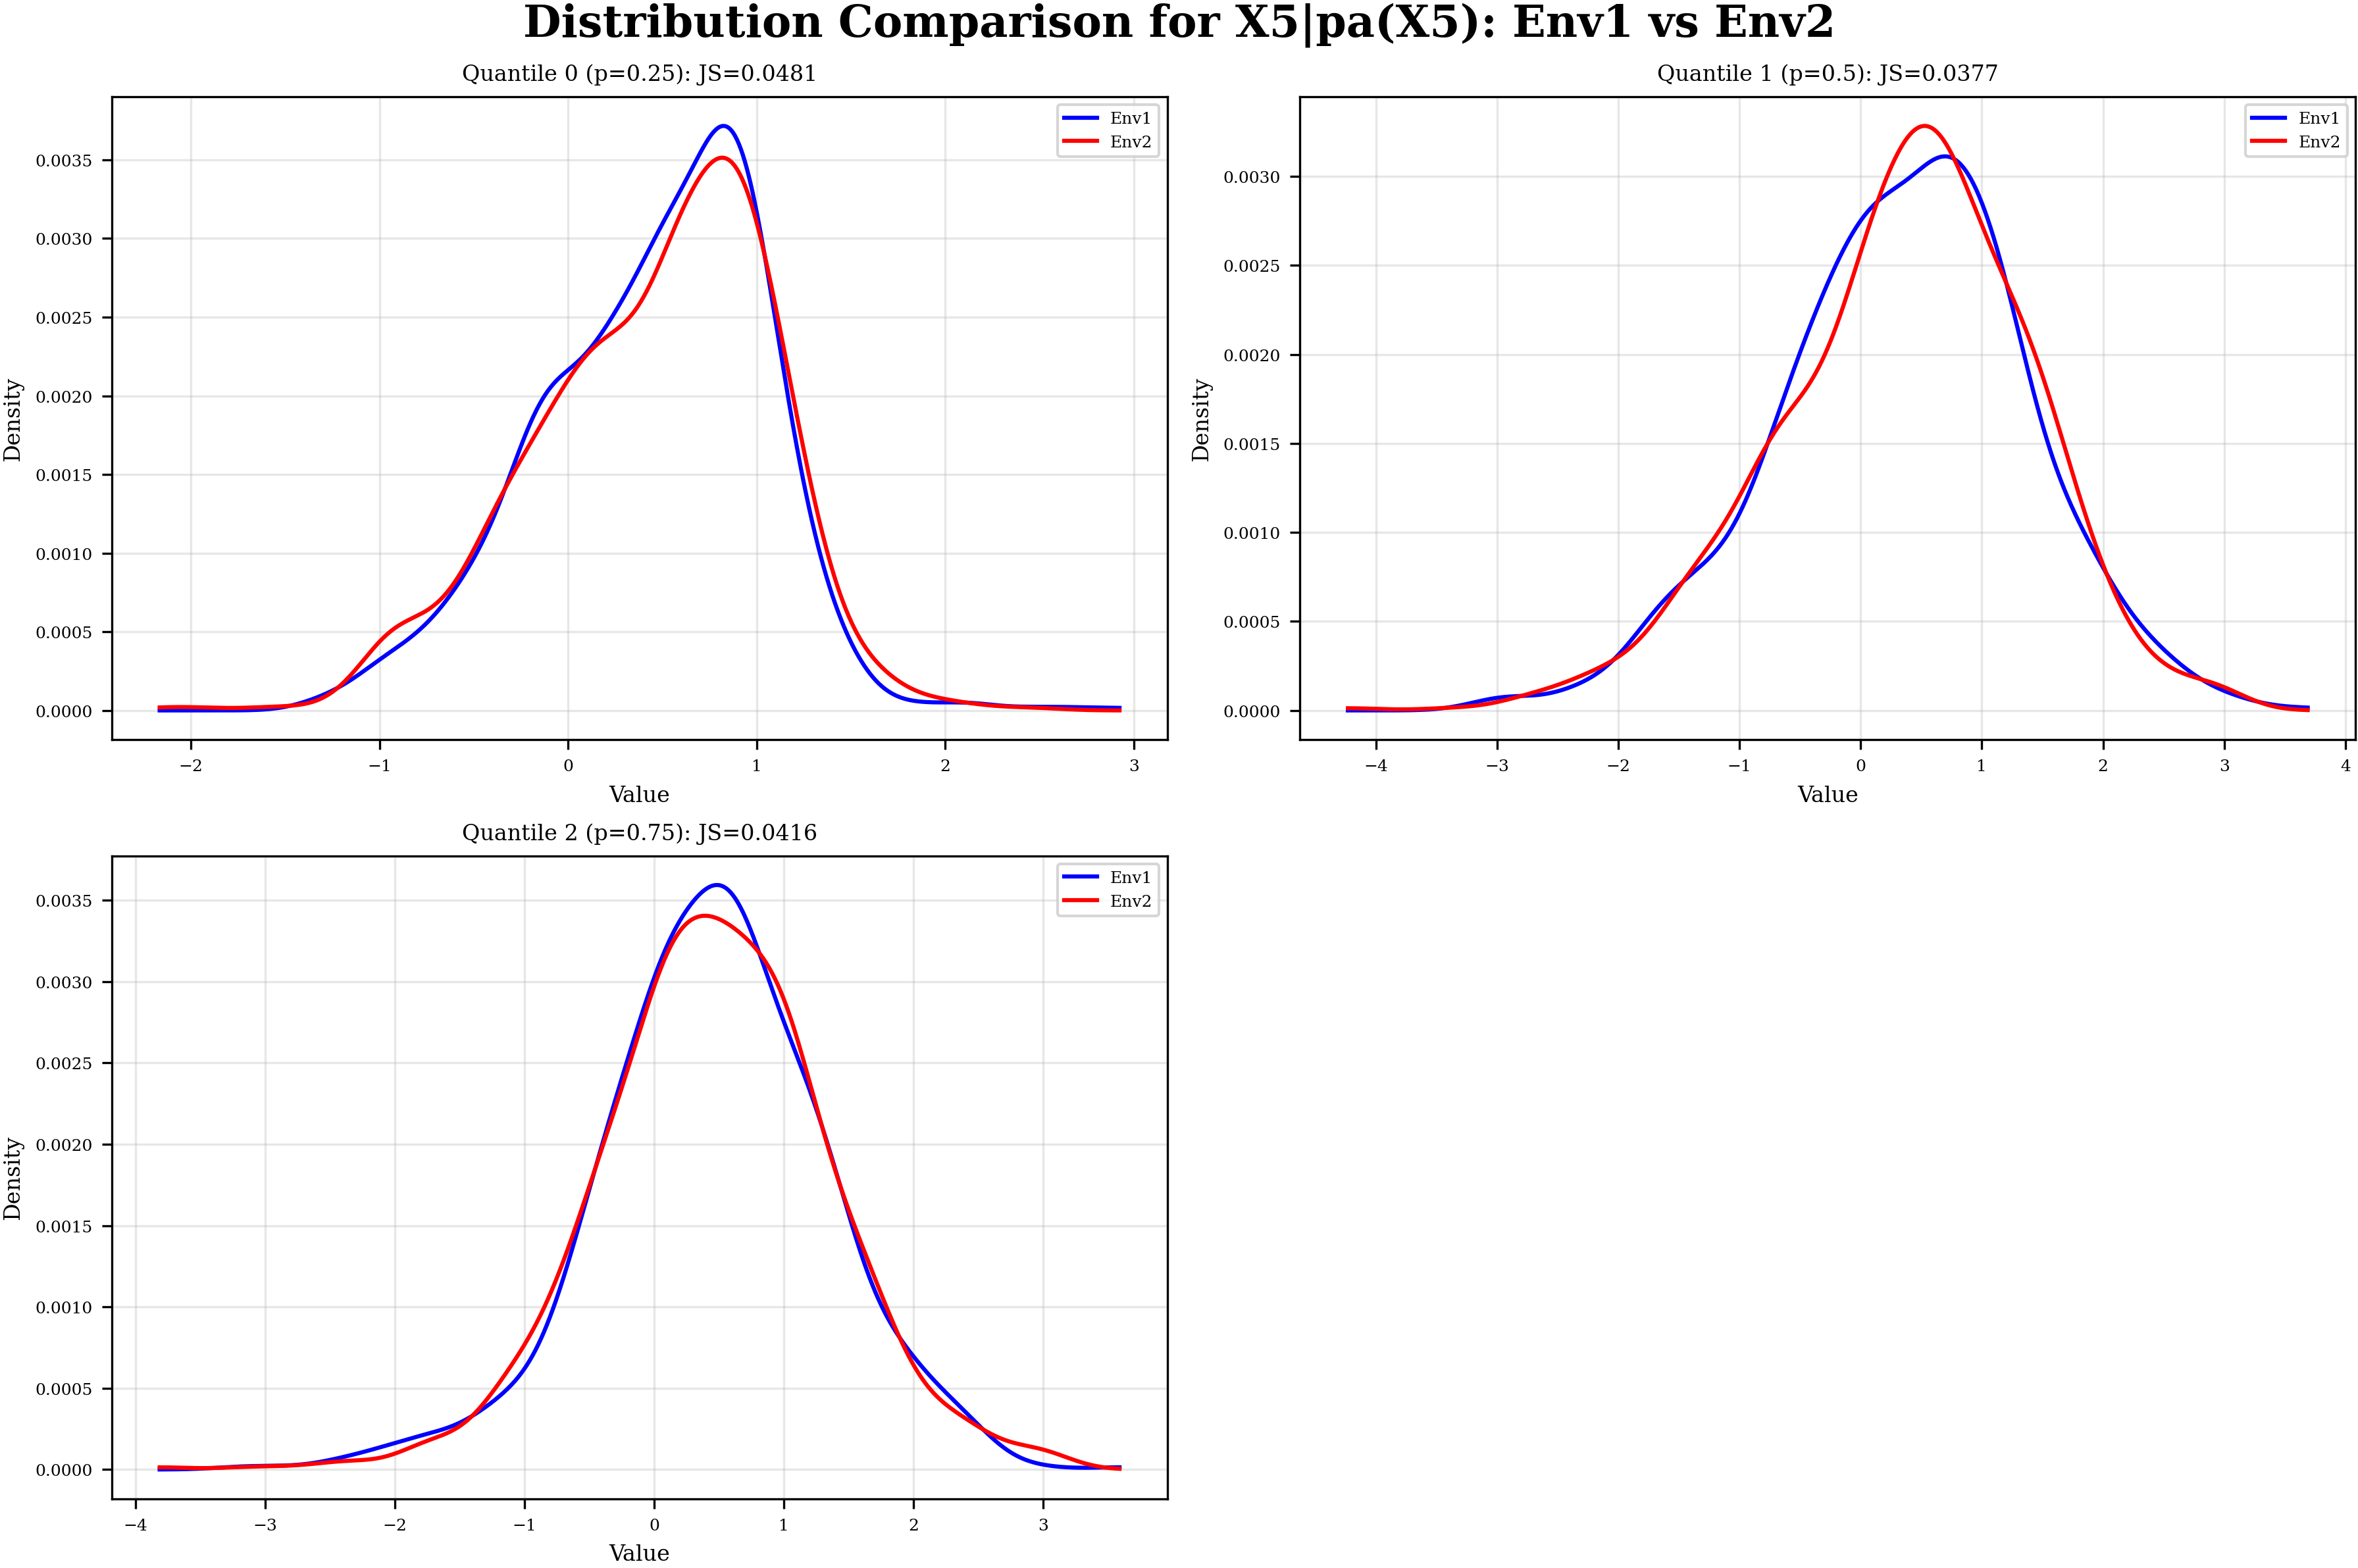 Distribution Comparison for X5|pa(X5): Env1 vs Env2
Quantile 0 (p=0.25): JS=0.0481
Env1
Env2
0.0035
0.0030
0.0025
0.0020
0.0015
0.0010
0.0005
0.0000
Density
−2 −1 0 1 2 3
Value
Quantile 1 (p=0.5): JS=0.0377
Env1
Env2
0.0030
0.0025
0.0020
0.0015
0.0010
0.0005
0.0000
Density
−4 −3 −2 −1 0 1 2 3 4
Value
Quantile 2 (p=0.75): JS=0.0416
Env1
Env2
0.0035
0.0030
0.0025
0.0020
0.0015
0.0010
0.0005
0.0000
Density
−4 −3 −2 −1 0 1 2 3
Value